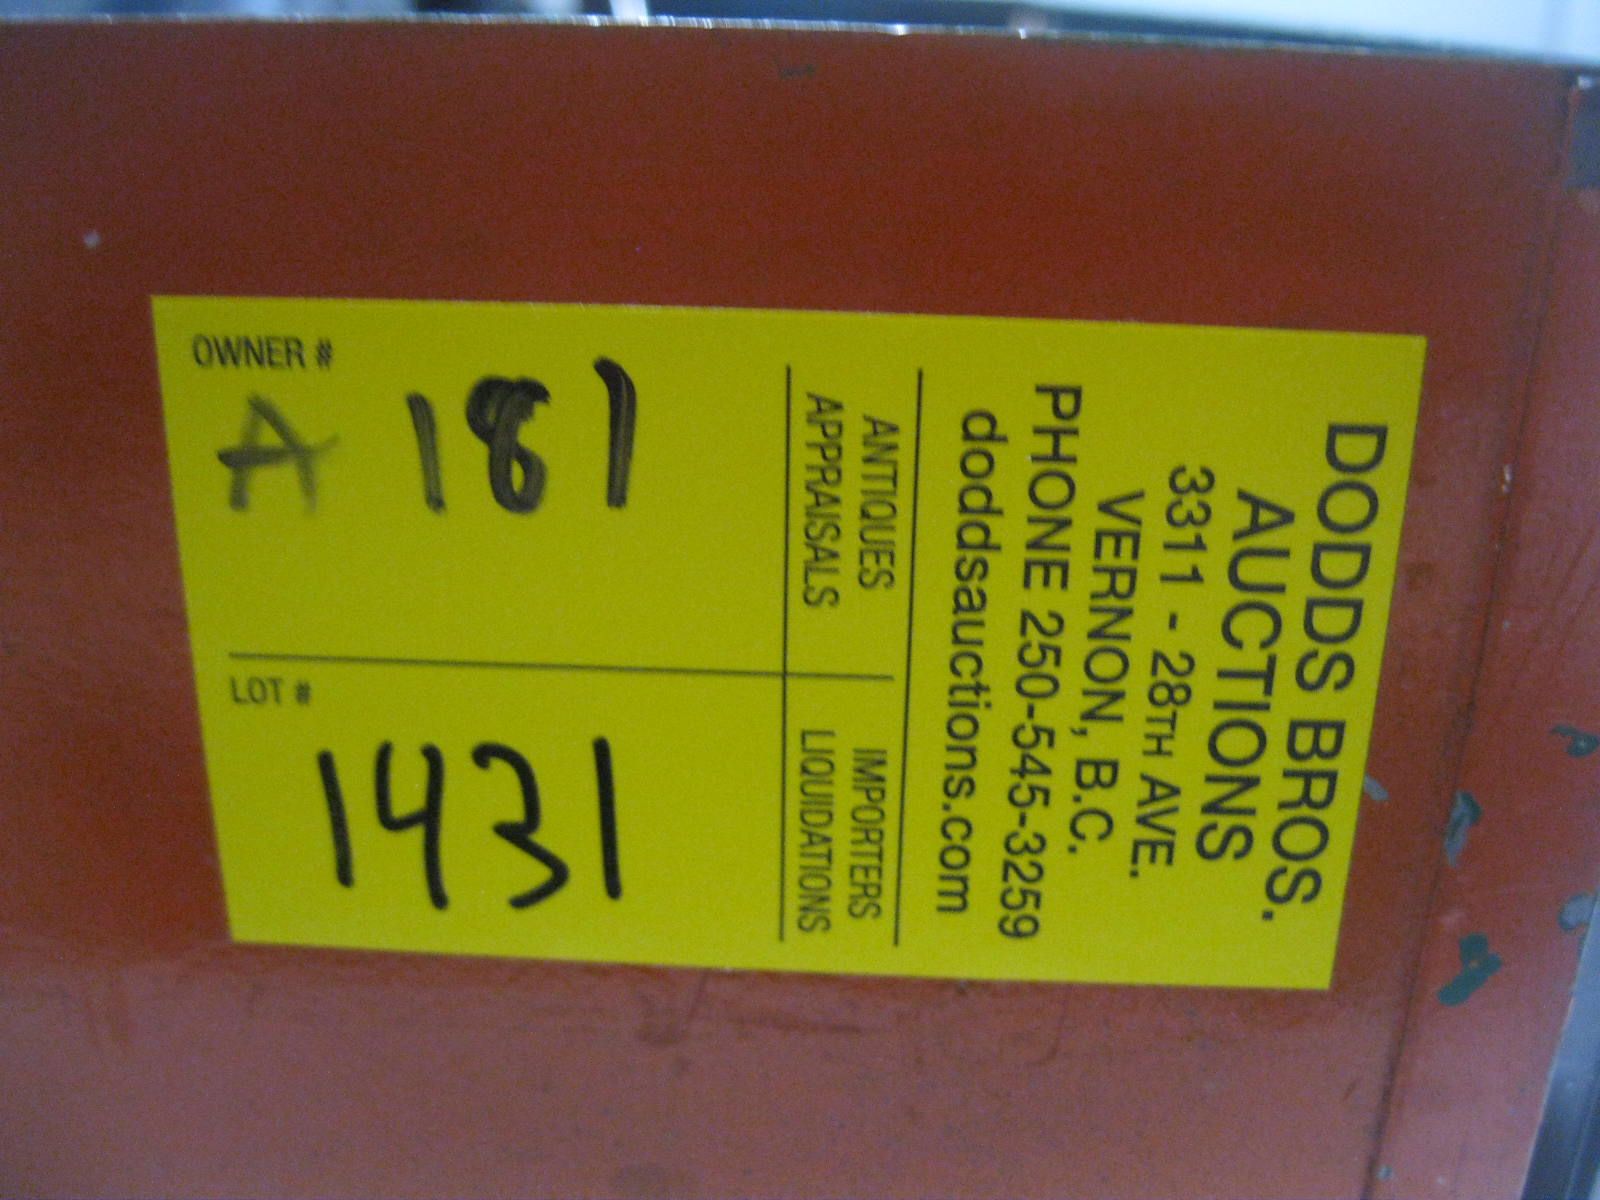 DODDS BROS.
AUCTIONS
3311 - 28TH AVE.
VERNON, B.C.
PHONE 250-545-3259
doddsauctions.com
ANTIQUES
APPRAISALS
IMPORTERS
LIQUIDATIONS
OWNER #
A 181
LOT #
1431